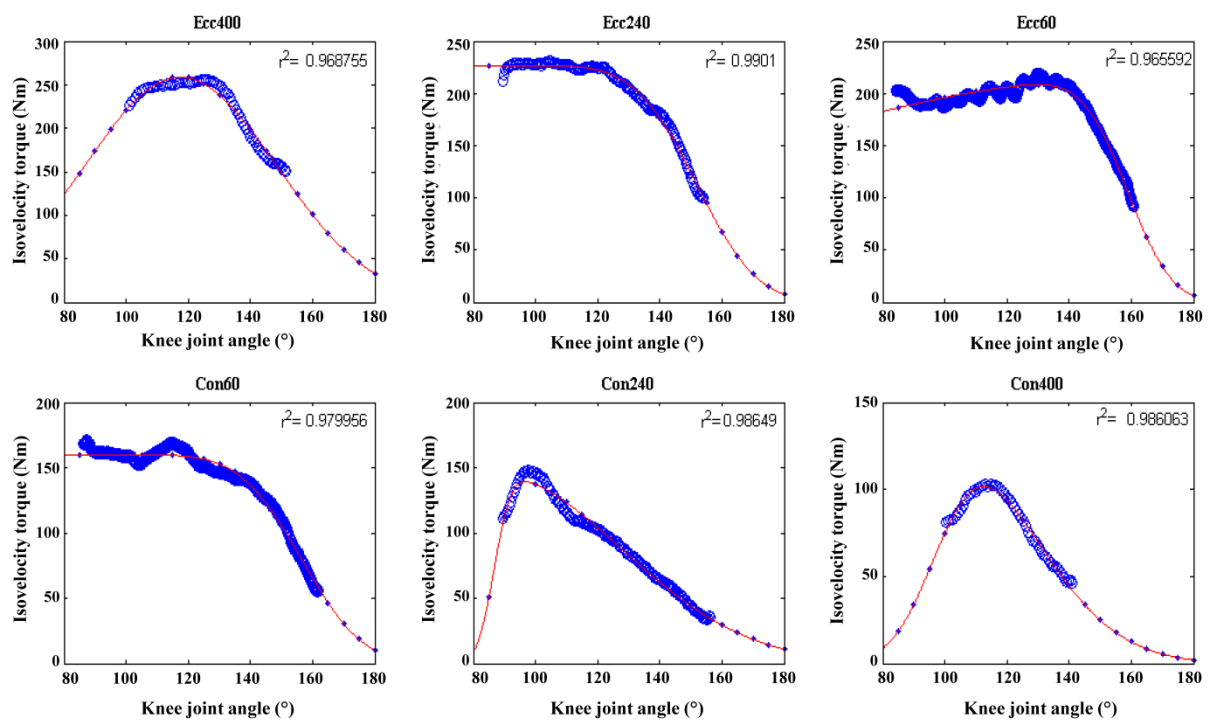 Ecc400
300
250
200
150
100
50
0
r2= 0.968755
Isovelocity torque (Nm)
80 100 120 140 160 180
Knee joint angle (°)
Ecc240
250
200
150
100
50
0
r2= 0.9901
Isovelocity torque (Nm)
80 100 120 140 160 180
Knee joint angle (°)
Ecc60
250
200
150
100
50
0
r2=0.965592
Isovelocity torque (Nm)
80 100 120 140 160 180
Knee joint angle (°)
Con60
200
150
100
50
0
r2= 0.979956
Isovelocity torque (Nm)
80 100 120 140 160 180
Knee joint angle (°)
Con240
200
150
100
50
0
r2=0.98649
Isovelocity torque (Nm)
80 100 120 140 160 180
Knee joint angle (°)
Con400
150
100
50
0
r2= 0.986063
Isovelocity torque (Nm)
80 100 120 140 160 180
Knee joint angle (°)